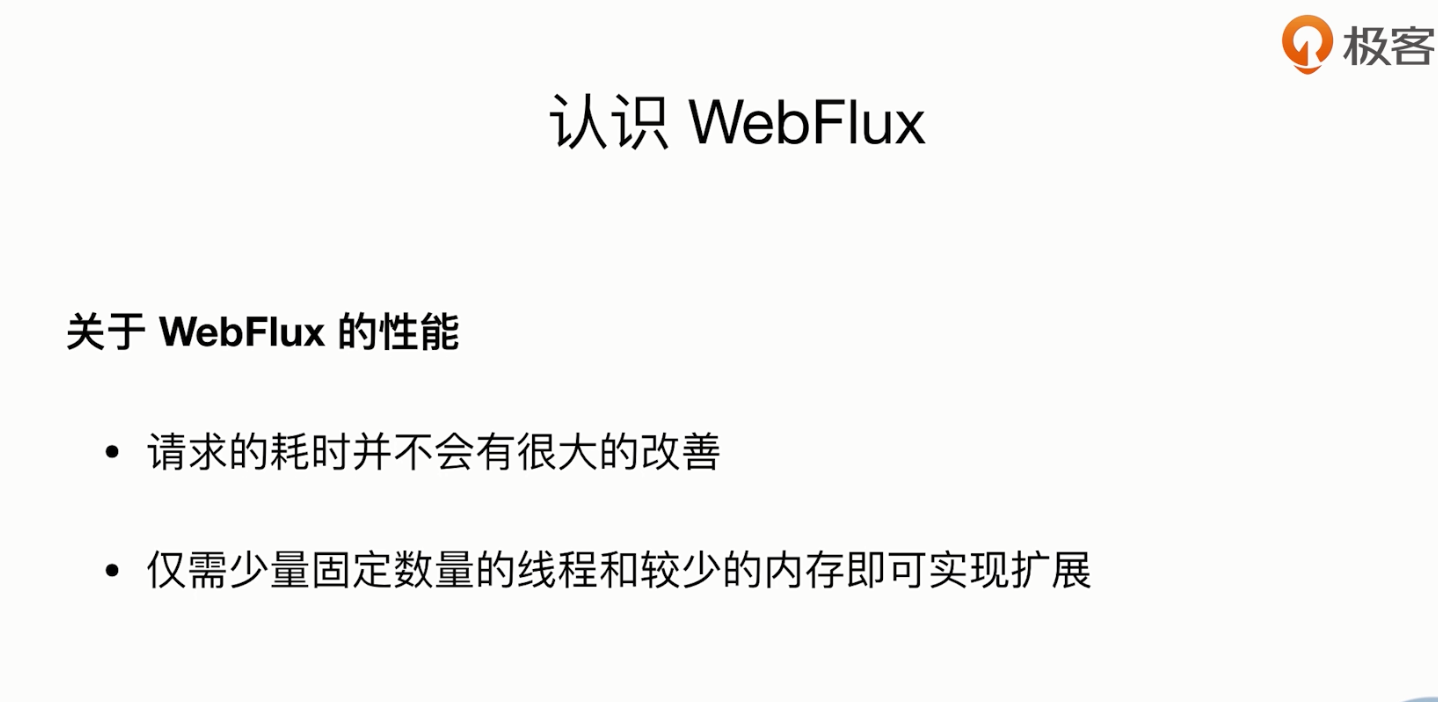 极客
认识 WebFlux
关于 WebFlux 的性能
• 请求的耗时并不会有很大的改善
• 仅需少量固定数量的线程和较少的内存即可实现扩展